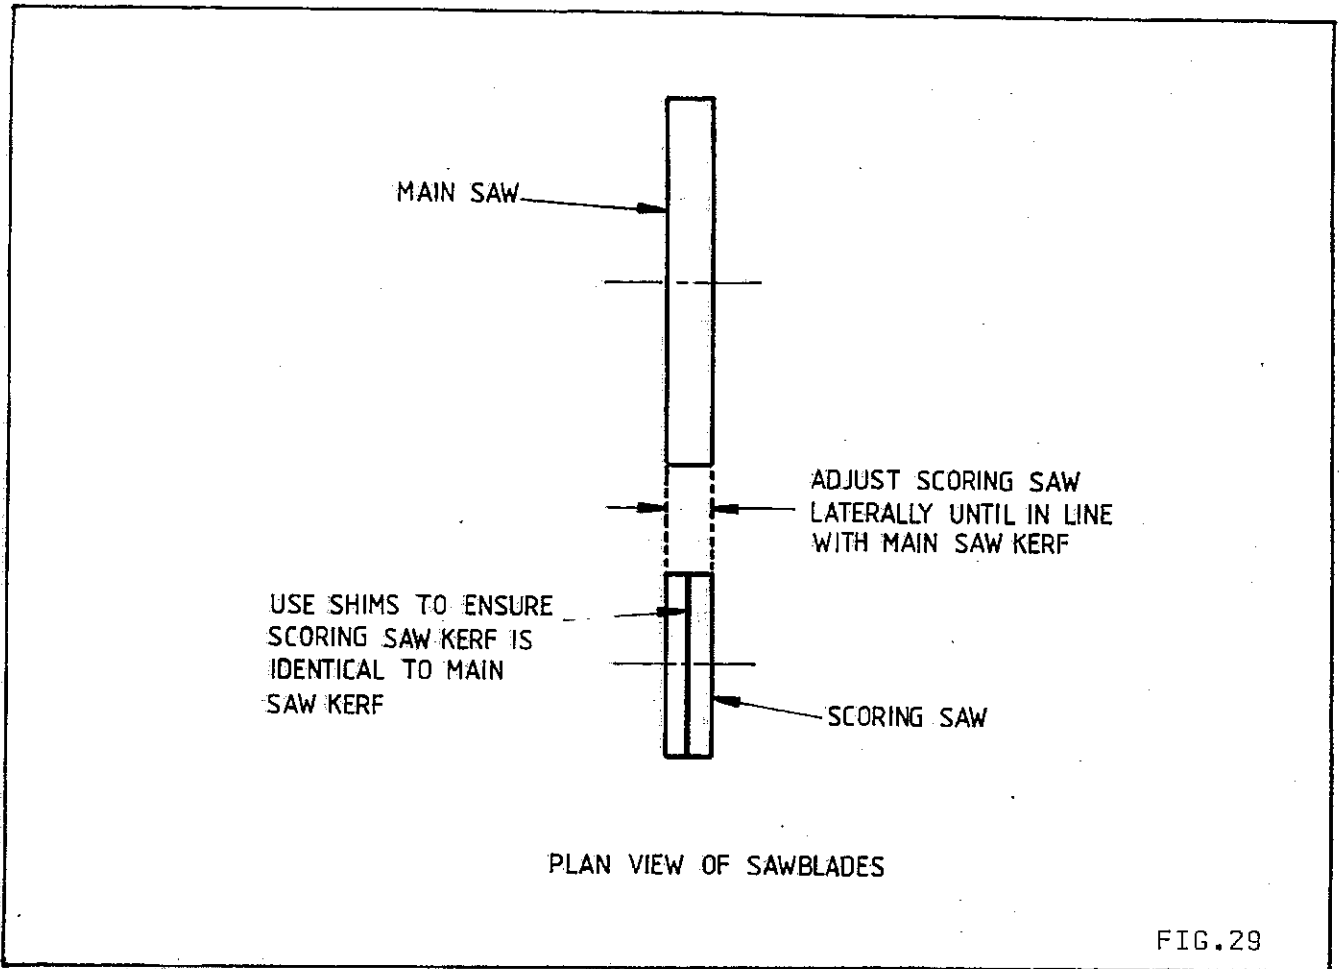 MAIN SAW
ADJUST SCORING SAW
LATERALLY UNTIL IN LINE
WITH MAIN SAW KERF
USE SHIMS TO ENSURE
SCORING SAW KERF IS
IDENTICAL TO MAIN
SAW KERF
SCORING SAW
PLAN VIEW OF SAWBLADES
FIG.29